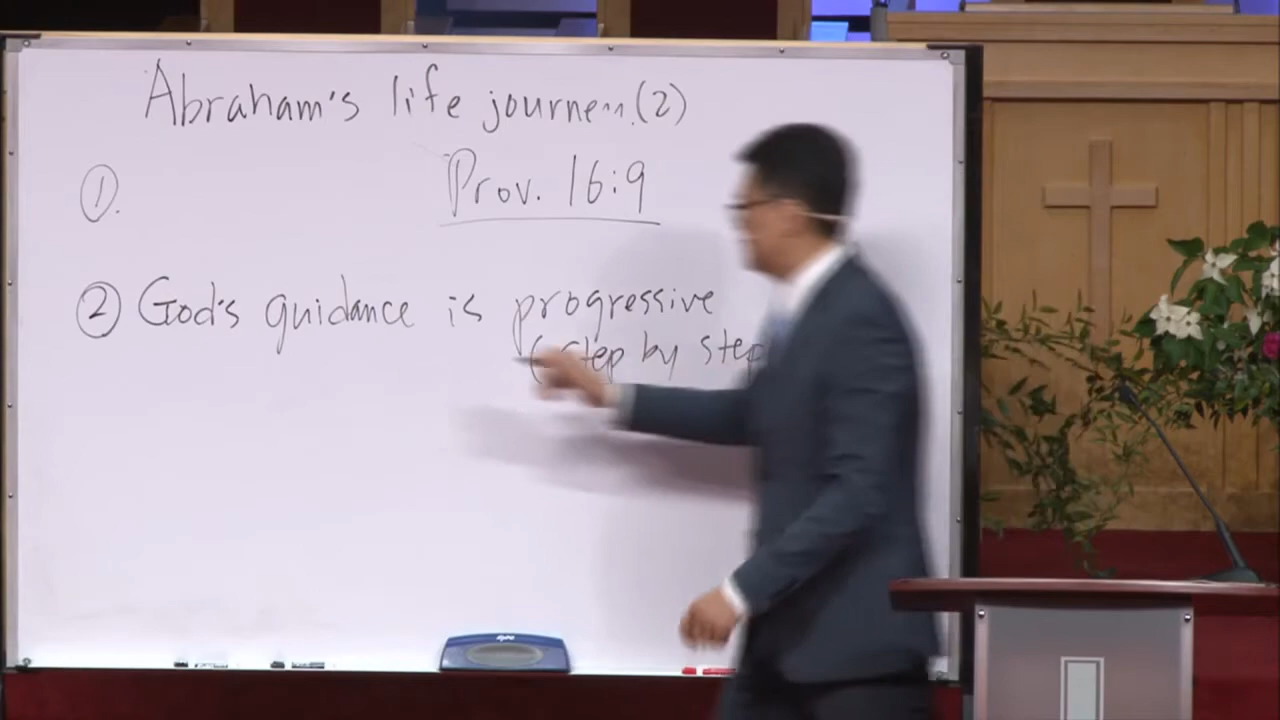 Abraham's life journey (2)
①.
Prov. 16:9
② God's guidance is progressive
(step by step